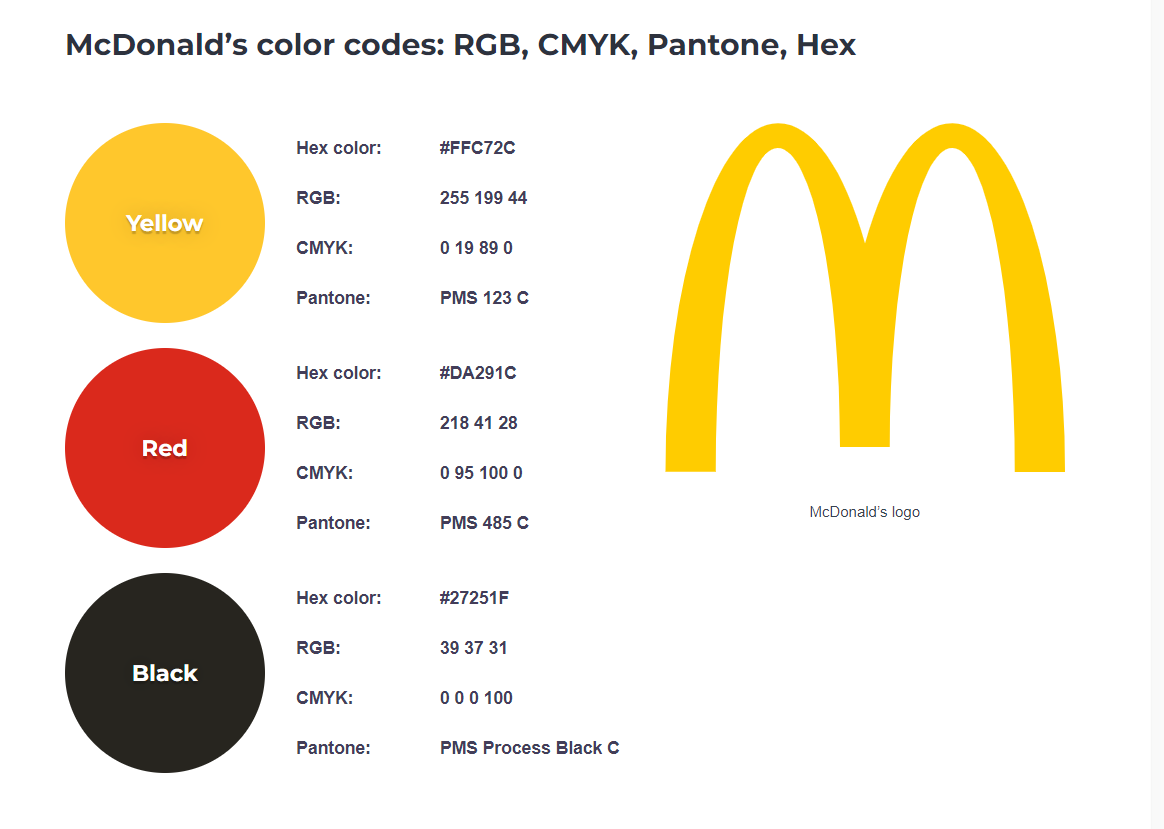 McDonald’s color codes: RGB, CMYK, Pantone, Hex
Yellow
Hex color: #FFC72C
RGB: 255 199 44
CMYK: 0 19 89 0
Pantone: PMS 123 C
Red
Hex color: #DA291C
RGB: 218 41 28
CMYK: 0 95 100 0
Pantone: PMS 485 C
Black
Hex color: #27251F
RGB: 39 37 31
CMYK: 0 0 0 100
Pantone: PMS Process Black C
McDonald’s logo